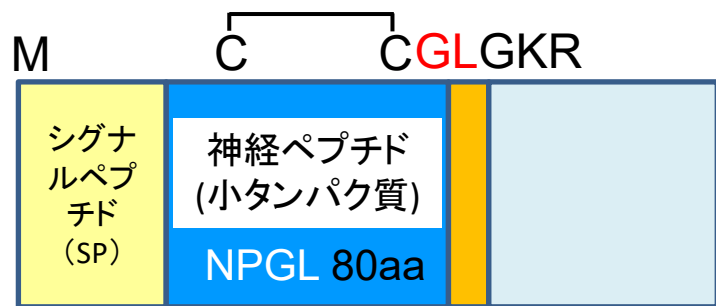 M C CGLGKR
シグナ
ルペプ
チド
（SP）
神経ペプチド
(小タンパク質)
NPGL 80aa